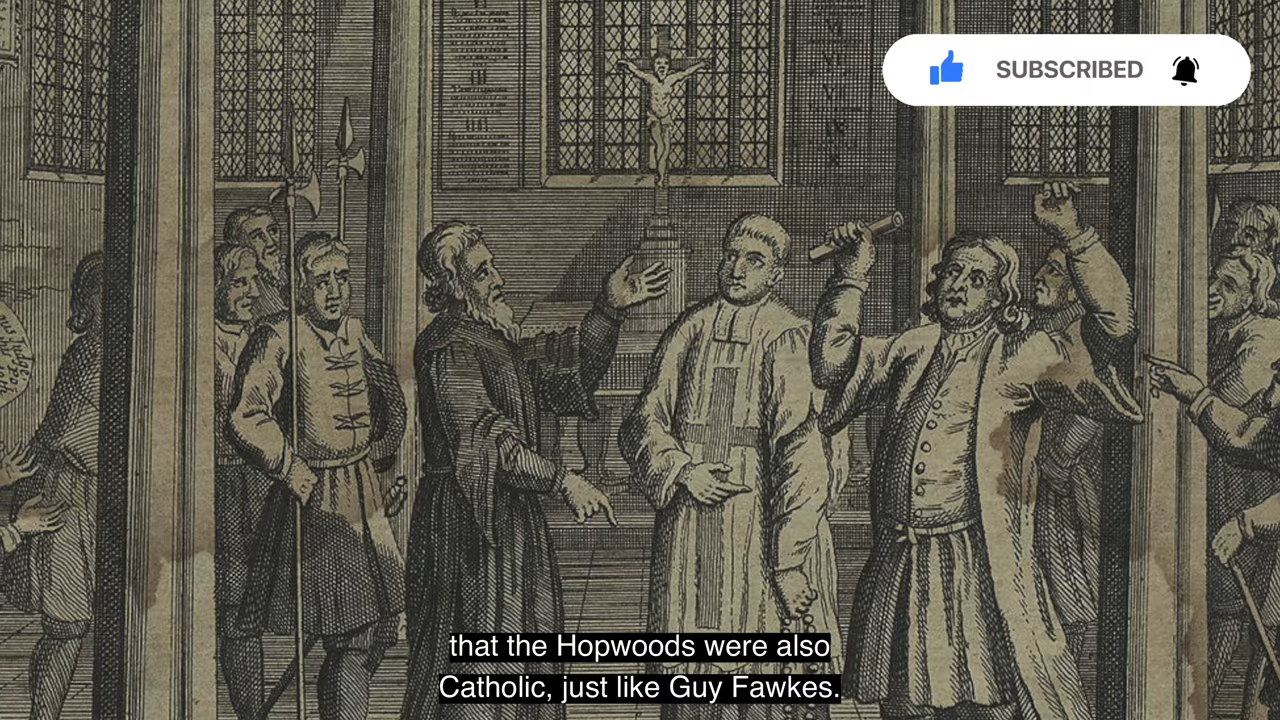 SUBSCRIBED
that the Hopwoods were also
Catholic, just like Guy Fawkes.